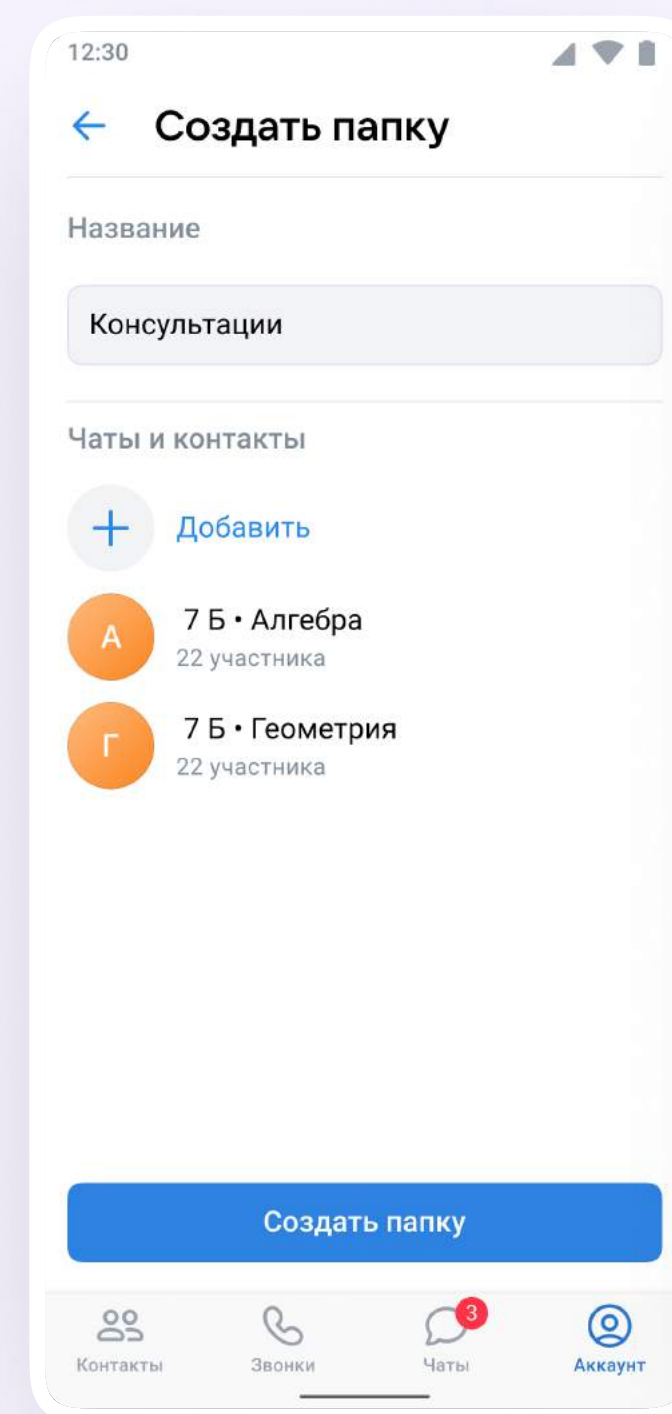 12:30
Создать папку
Название
Консультации
Чаты и контакты
Добавить
А
7 Б • Алгебра
22 участника
Г
7 Б • Геометрия
22 участника
Создать папку
3
Контакты
Звонки
Чаты
Аккаунт